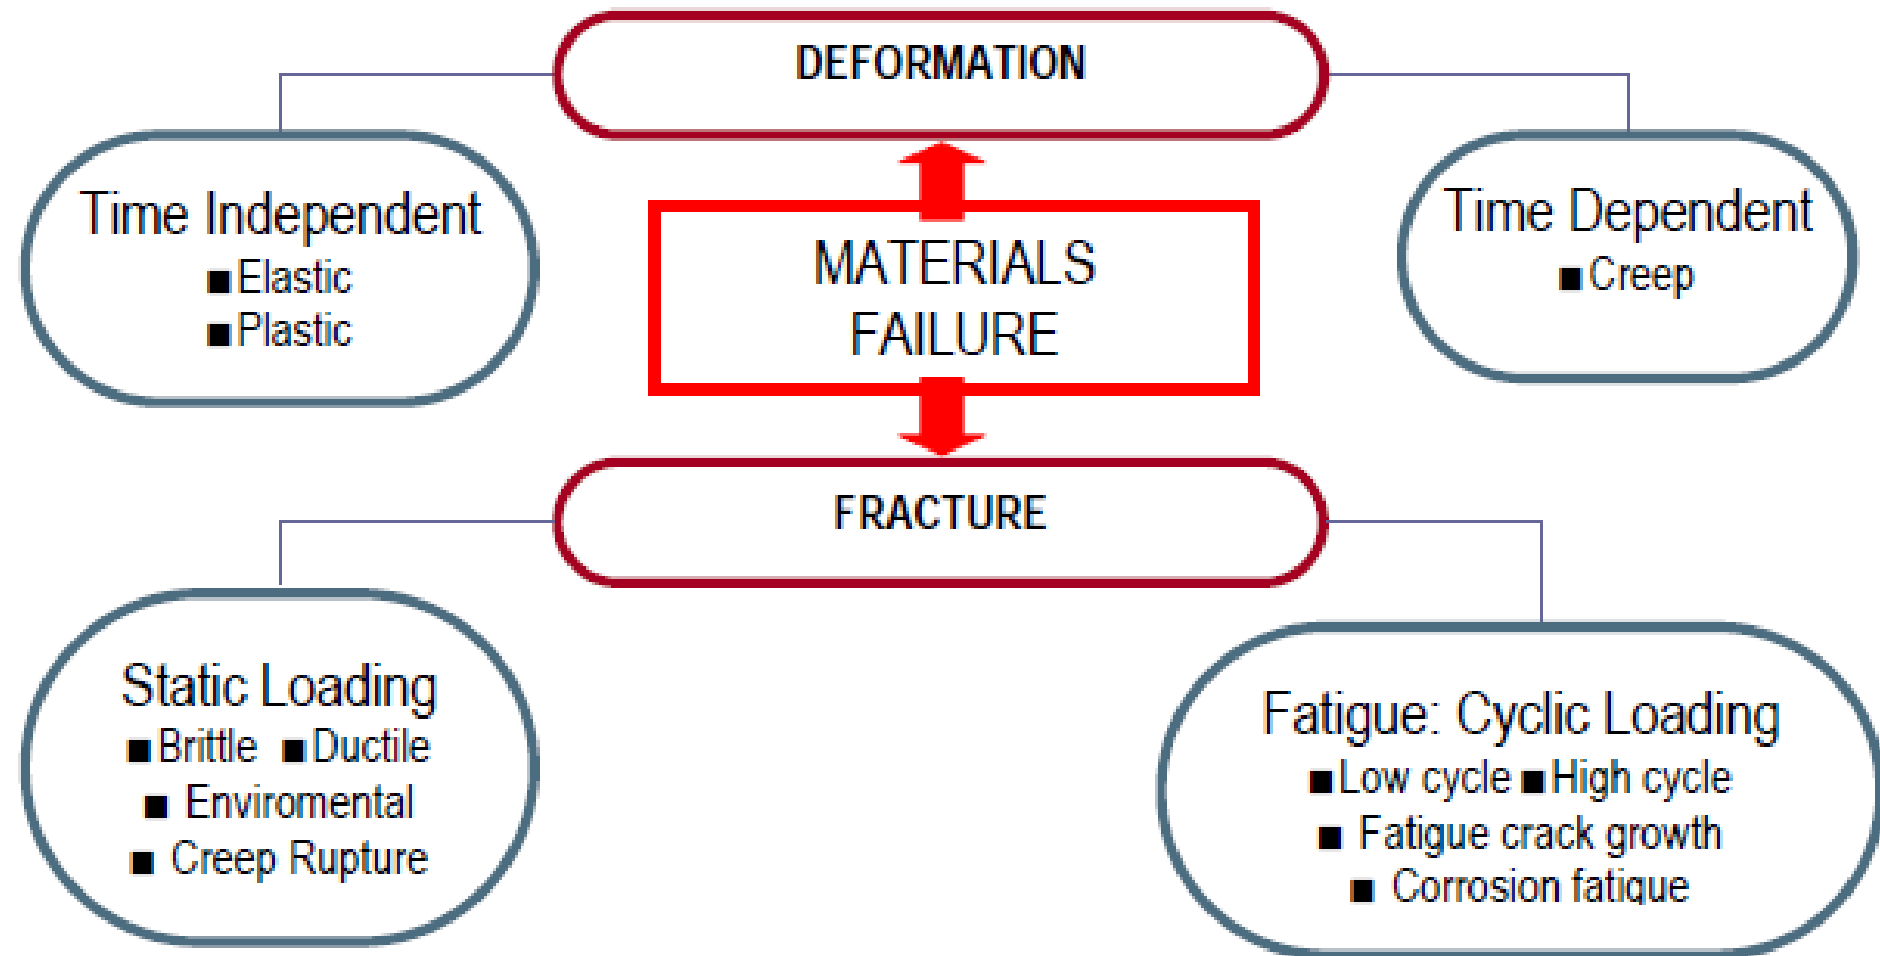 DEFORMATION
Time Independent
■Elastic
■Plastic
MATERIALS
FAILURE
Time Dependent
■Creep
FRACTURE
Static Loading
■Brittle ■Ductile
■ Enviromental
■ Creep Rupture
Fatigue: Cyclic Loading
■Low cycle ■High cycle
■ Fatigue crack growth
■ Corrosion fatigue